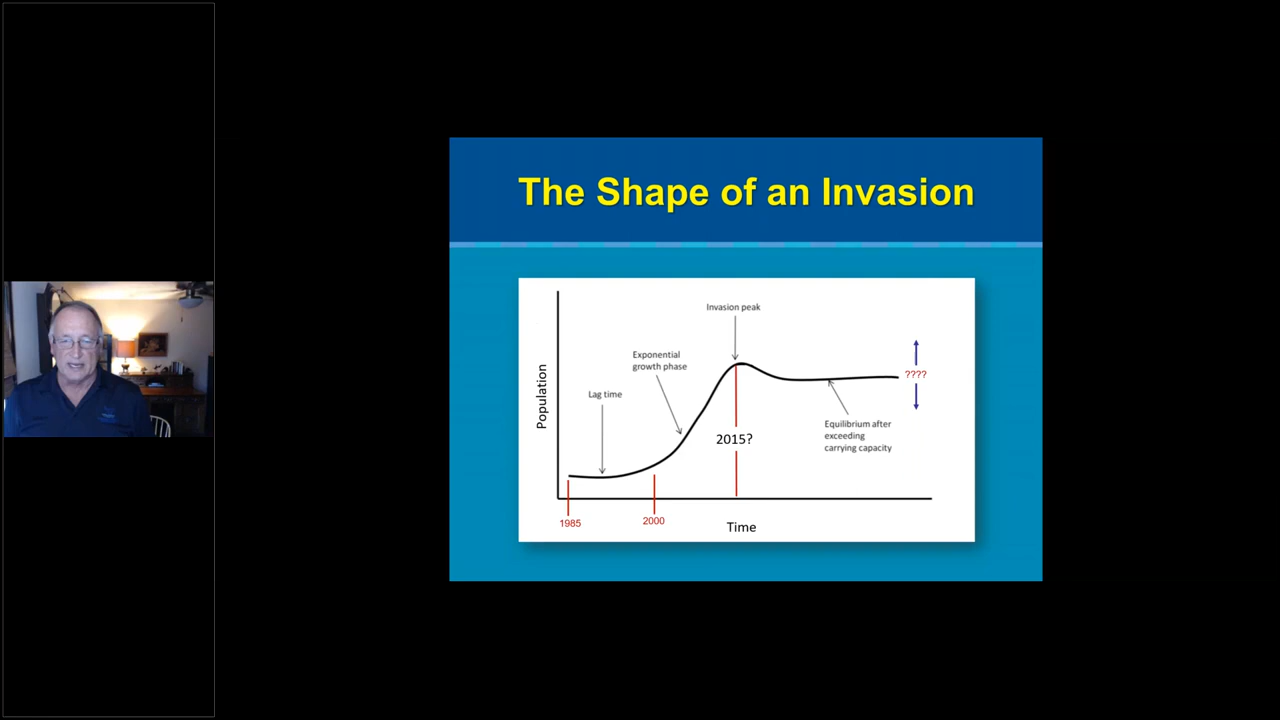 The Shape of an Invasion
Invasion peak
Exponential
growth phase
Lag time
Population
????
2015?
Equilibrium after
exceeding
carrying capacity
1985
2000
Time